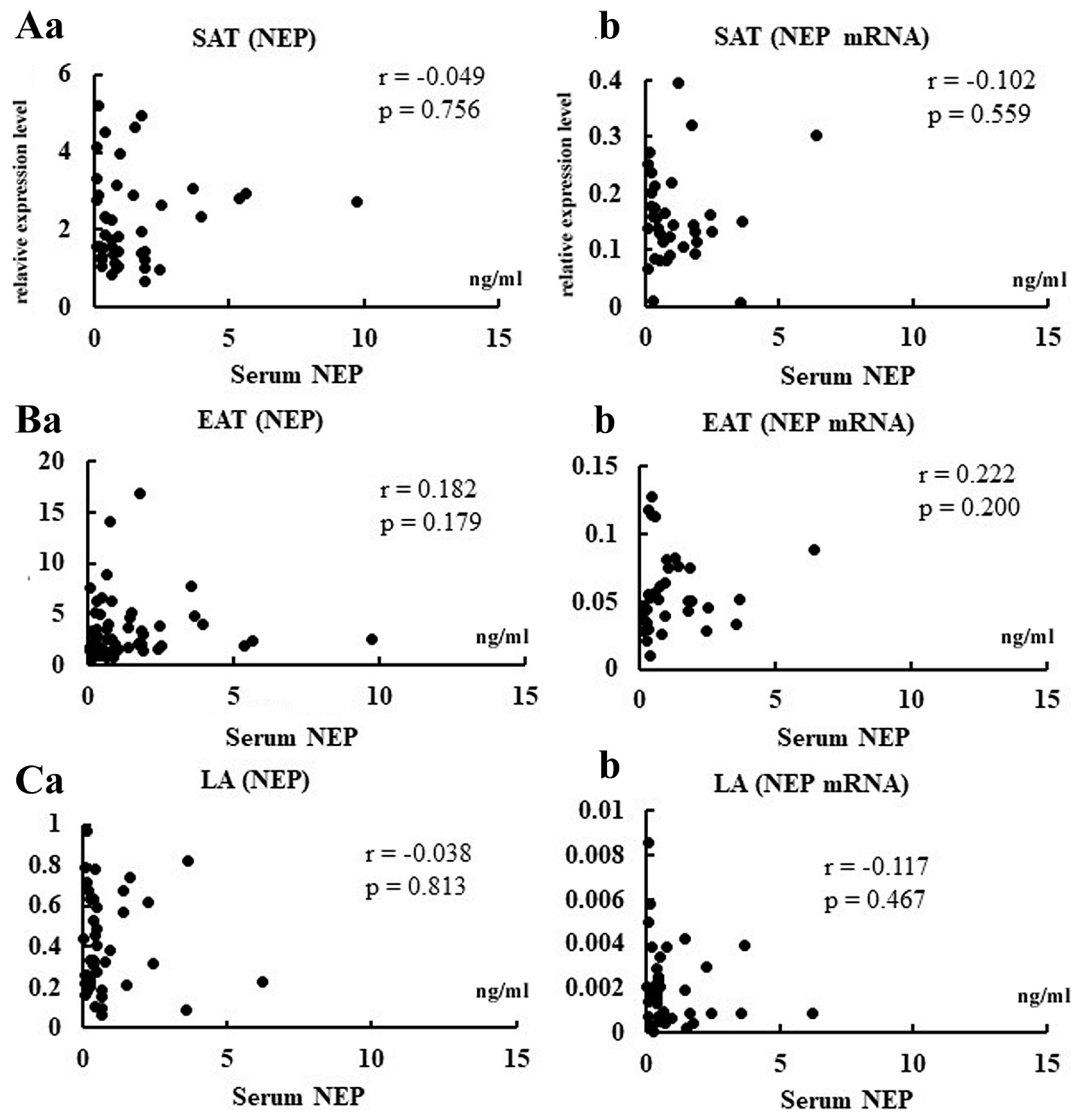 Aa
SAT (NEP)
r = -0.049
p = 0.756
relavive expression level
6
4
2
0
0 5 10 15
ng/ml
Serum NEP
b
SAT (NEP mRNA)
r = -0.102
p = 0.559
relative expression level
0.4
0.3
0.2
0.1
0
0 5 10 15
ng/ml
Serum NEP
Ba
EAT (NEP)
r = 0.182
p = 0.179
20
15
10
5
0
0 5 10 15
ng/ml
Serum NEP
b
EAT (NEP mRNA)
r = 0.222
p = 0.200
0.15
0.1
0.05
0
0 5 10 15
ng/ml
Serum NEP
Ca
LA (NEP)
r = -0.038
p = 0.813
1
0.8
0.6
0.4
0.2
0
0 5 10 15
ng/ml
Serum NEP
b
LA (NEP mRNA)
r = -0.117
p = 0.467
0.01
0.008
0.006
0.004
0.002
0
0 5 10 15
ng/ml
Serum NEP